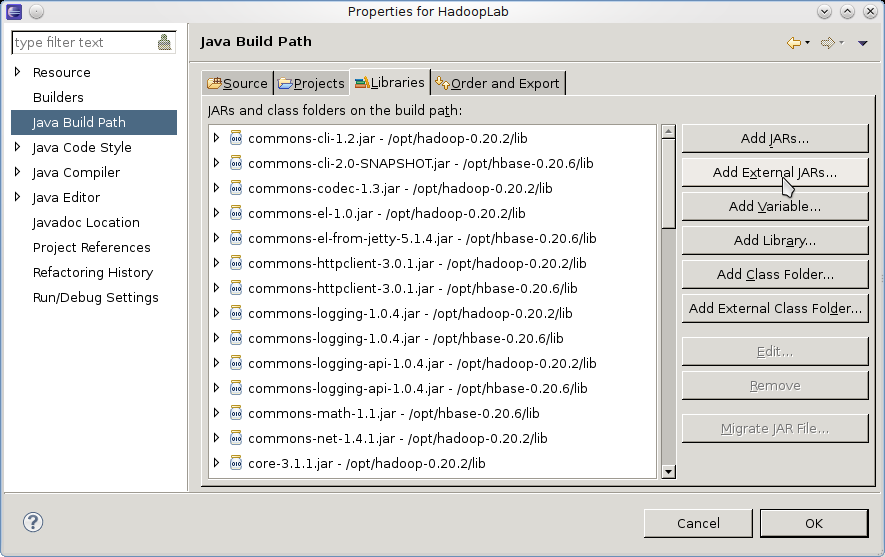 Properties for HadoopLab
type filter text
Java Build Path
Resource
Builders
Java Build Path
Java Code Style
Java Compiler
Java Editor
Javadoc Location
Project References
Refactoring History
Run/Debug Settings
Source Projects Libraries Order and Export
JARs and class folders on the build path:
commons-cli-1.2.jar - /opt/hadoop-0.20.2/lib
commons-cli-2.0-SNAPSHOT.jar - /opt/hbase-0.20.6/lib
commons-codec-1.3.jar - /opt/hadoop-0.20.2/lib
commons-el-1.0.jar - /opt/hadoop-0.20.2/lib
commons-el-from-jetty-5.1.4.jar - /opt/hbase-0.20.6/lib
commons-httpclient-3.0.1.jar - /opt/hadoop-0.20.2/lib
commons-httpclient-3.0.1.jar - /opt/hbase-0.20.6/lib
commons-logging-1.0.4.jar - /opt/hadoop-0.20.2/lib
commons-logging-1.0.4.jar - /opt/hbase-0.20.6/lib
commons-logging-api-1.0.4.jar - /opt/hadoop-0.20.2/lib
commons-logging-api-1.0.4.jar - /opt/hbase-0.20.6/lib
commons-math-1.1.jar - /opt/hbase-0.20.6/lib
commons-net-1.4.1.jar - /opt/hadoop-0.20.2/lib
core-3.1.1.jar - /opt/hadoop-0.20.2/lib
Add JARs...
Add External JARs...
Add Variable...
Add Library...
Add Class Folder...
Add External Class Folder...
Edit...
Remove
Migrate JAR File...
?
Cancel
OK